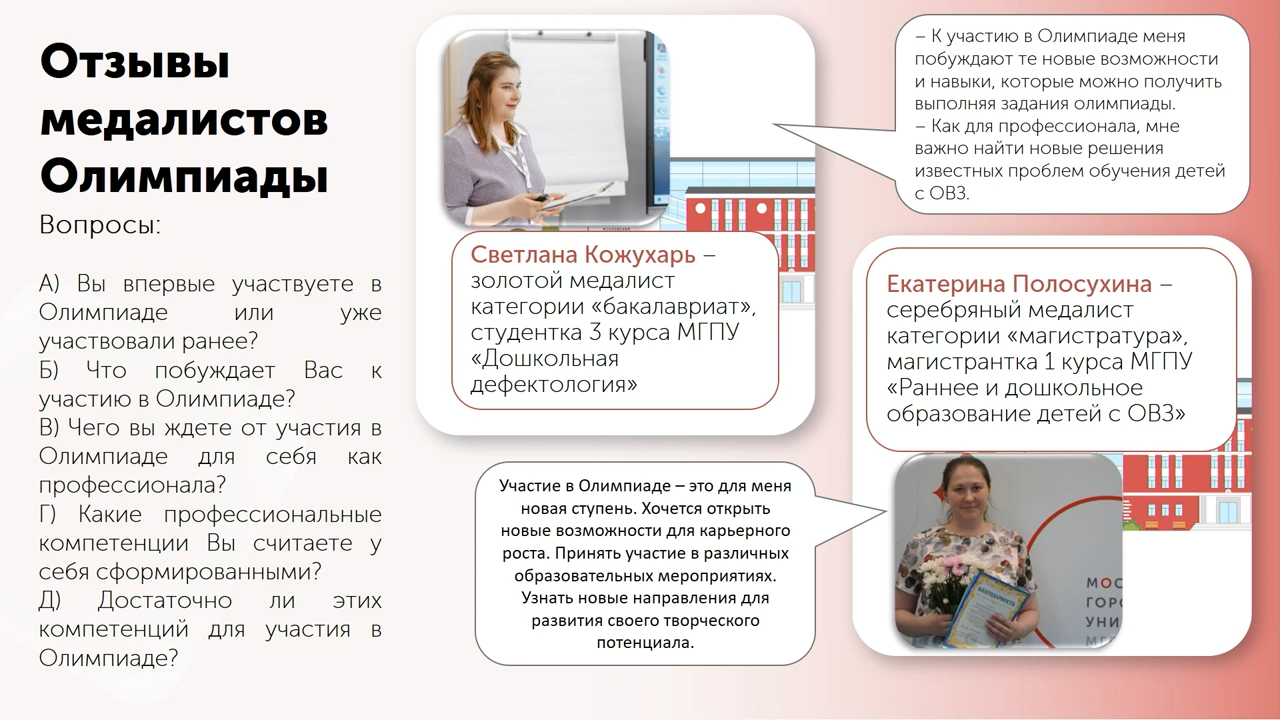 Отзывы
медалистов
Олимпиады
Вопросы:
А) Вы впервые участвуете в
Олимпиаде или уже
участвовали ранее?
Б) Что побуждает Вас к
участию в Олимпиаде?
В) Чего вы ждете от участия в
Олимпиаде для себя как
профессионала?
Г) Какие профессиональные
компетенции Вы считаете у
себя сформированными?
Д) Достаточно ли этих
компетенций для участия в
Олимпиаде?
Светлана Кожухарь –
золотой медалист
категории «бакалавриат»,
студентка 3 курса МГПУ
«Дошкольная
дефектология»
– К участию в Олимпиаде меня
побуждают те новые возможности
и навыки, которые можно получить
выполняя задания олимпиады.
– Как для профессионала, мне
важно найти новые решения
известных проблем обучения детей
с ОВЗ.
Екатерина Полосухина –
серебряный медалист
категории «магистратура»,
магистрантка 1 курса МГПУ
«Раннее и дошкольное
образование детей с ОВЗ»
Участие в Олимпиаде – это для меня
новая ступень. Хочется открыть
новые возможности для карьерного
роста. Принять участие в различных
образовательных мероприятиях.
Узнать новые направления для
развития своего творческого
потенциала.
БЛАГОДАРНОСТЬ
МОС
ГОРО
УНИ
МГ